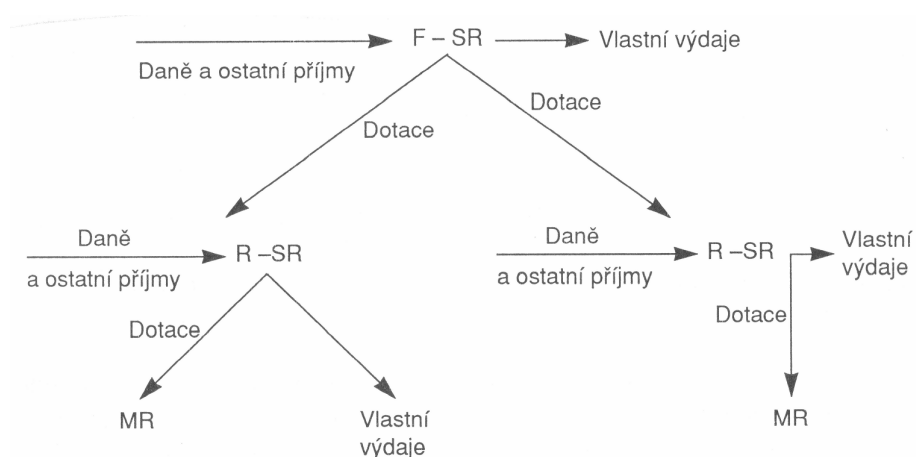 F – SR
Vlastní výdaje
Daně a ostatní příjmy
Dotace
Dotace
Daně
R –SR
a ostatní příjmy
Daně
R –SR
a ostatní příjmy
Vlastní
výdaje
Dotace
Dotace
MR
Vlastní
výdaje
MR